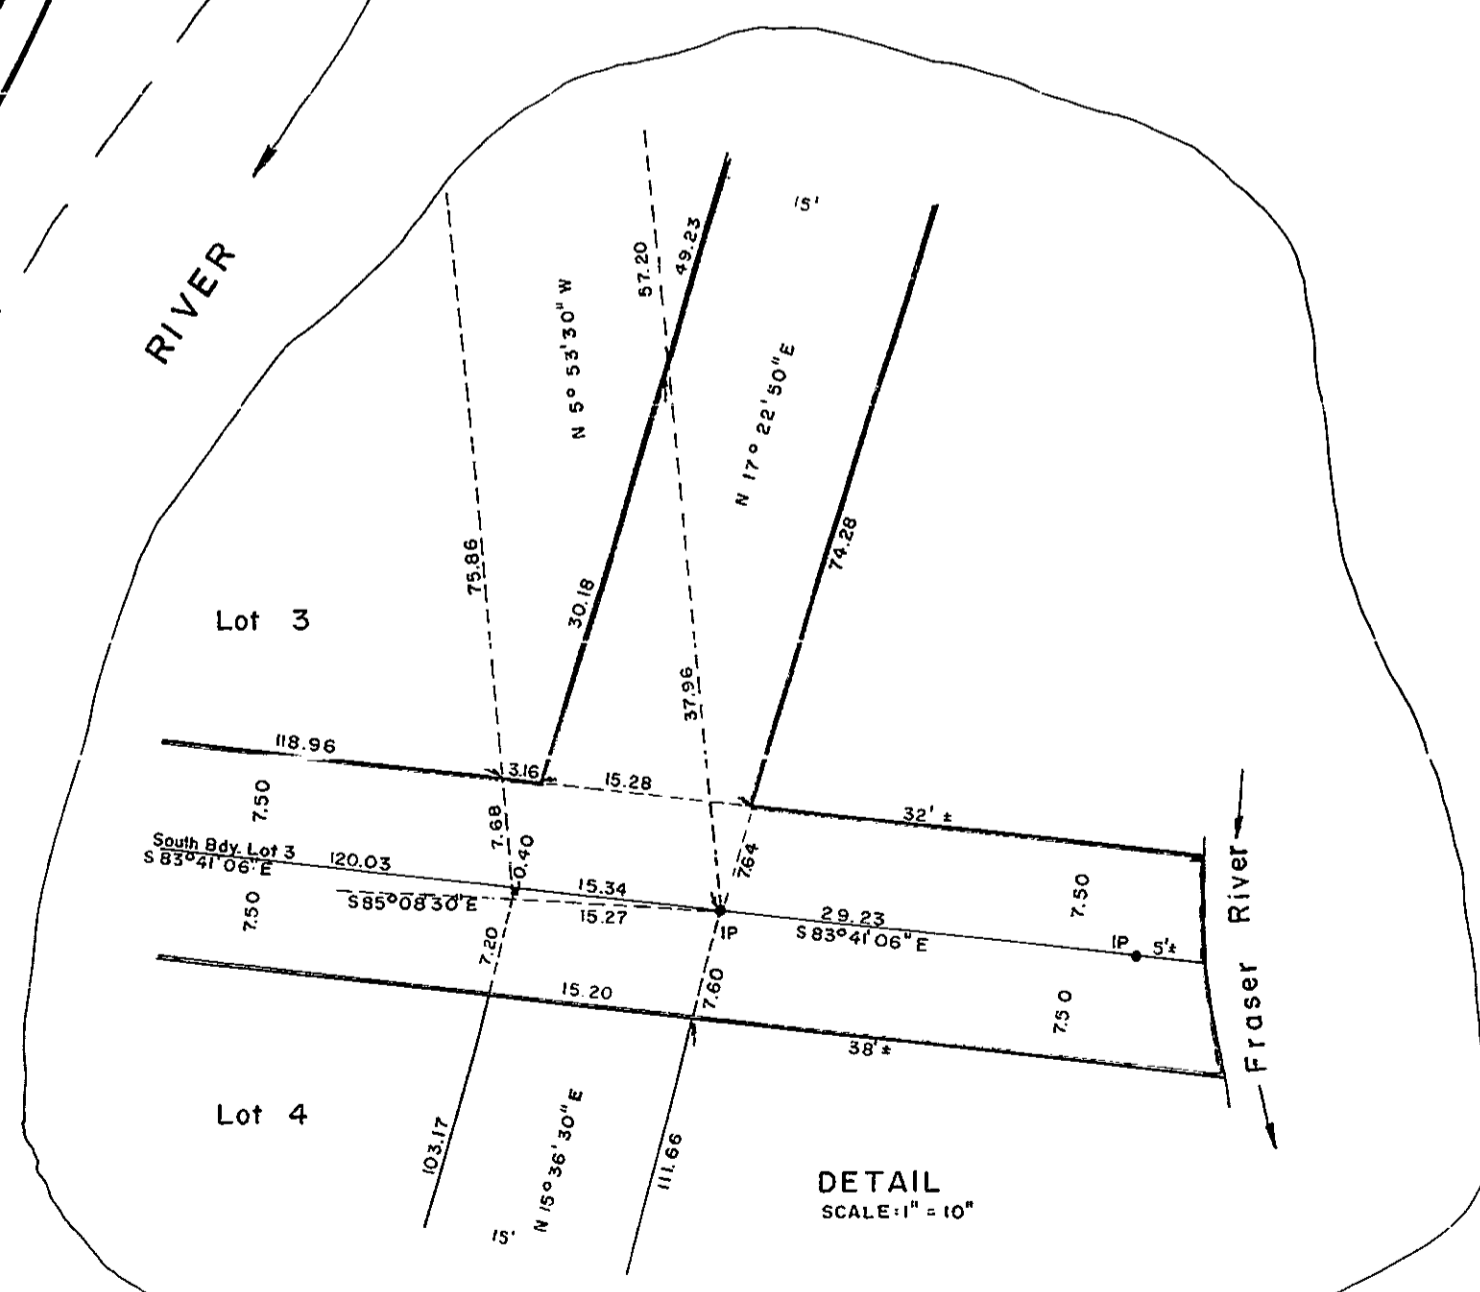 RIVER
15'
49.23
57.20
N 5° 53' 30" W
N 17° 22' 50" E
74.28
75.86
30.18
37.96
Lot 3
118.96
3.16
15.28
32' ±
7.50
7.68
7.64
South Bdy. Lot 3
S 83° 41' 06" E
120.03
0.40
15.34
S 85° 08 30' E
15.27
7.50
7.20
IP
29.23
S 83° 41' 06" E
7.50
IP
5'±
Fraser River
15.20
7.60
7.50
38' ±
Lot 4
103.17
N 15° 36' 30" E
111.66
15'
DETAIL
SCALE: 1" = 10"